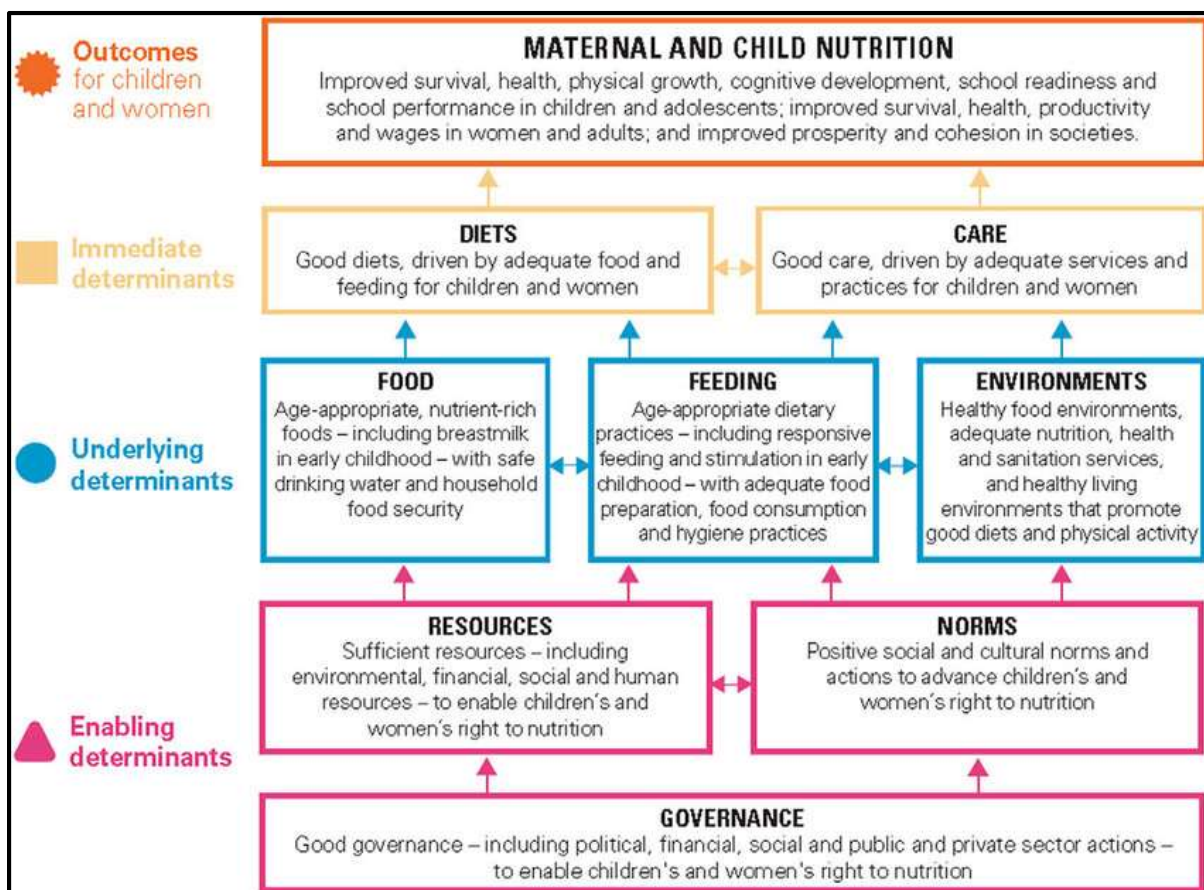 Outcomes
for children
and women
MATERNAL AND CHILD NUTRITION
Improved survival, health, physical growth, cognitive development, school readiness and
school performance in children and adolescents; improved survival, health, productivity
and wages in women and adults; and improved prosperity and cohesion in societies.
Immediate
determinants
DIETS
Good diets, driven by adequate food and
feeding for children and women
CARE
Good care, driven by adequate services and
practices for children and women
Underlying
determinants
FOOD
Age-appropriate, nutrient-rich
foods – including breastmilk
in early childhood – with safe
drinking water and household
food security
FEEDING
Age-appropriate dietary
practices – including responsive
feeding and stimulation in early
childhood – with adequate food
preparation, food consumption
and hygiene practices
ENVIRONMENTS
Healthy food environments,
adequate nutrition, health
and sanitation services,
and healthy living
environments that promote
good diets and physical activity
Enabling
determinants
RESOURCES
Sufficient resources – including
environmental, financial, social and human
resources – to enable children's and
women's right to nutrition
NORMS
Positive social and cultural norms and
actions to advance children's and
women's right to nutrition
GOVERNANCE
Good governance – including political, financial, social and public and private sector actions –
to enable children's and women's right to nutrition